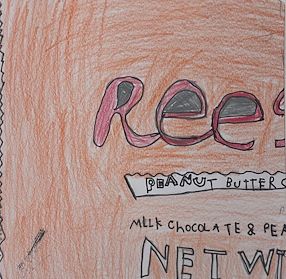 Rees
PEANUT BUTTER C
MILK CHOCOLATE & PEA
NET W